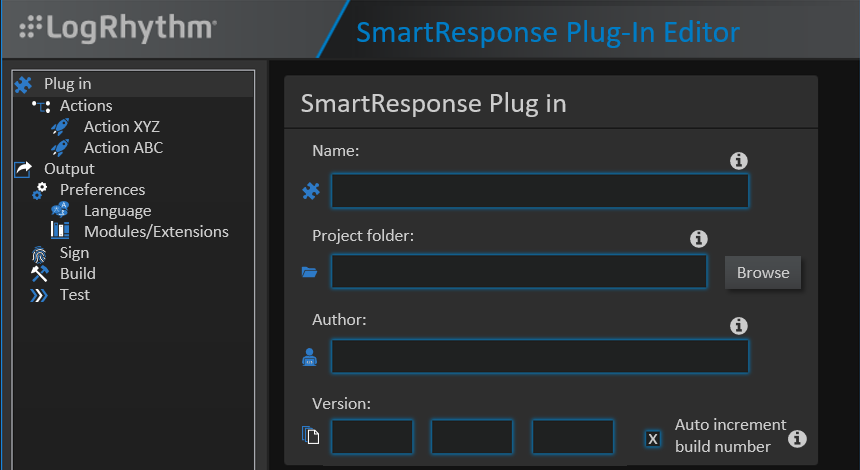 LogRhythm
SmartResponse Plug-In Editor
Plug in
Actions
Action XYZ
Action ABC
Output
Preferences
Language
Modules/Extensions
Sign
Build
Test
SmartResponse Plug in
Name:
Project folder:
Browse
Author:
Version:
X
Auto increment
build number